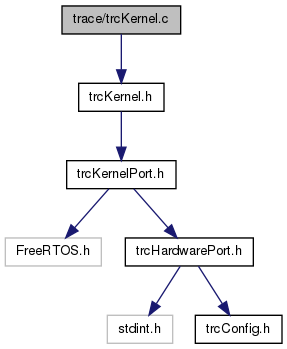 trace/trcKernel.c
trcKernel.h
trcKernelPort.h
FreeRTOS.h
trcHardwarePort.h
stdint.h
trcConfig.h